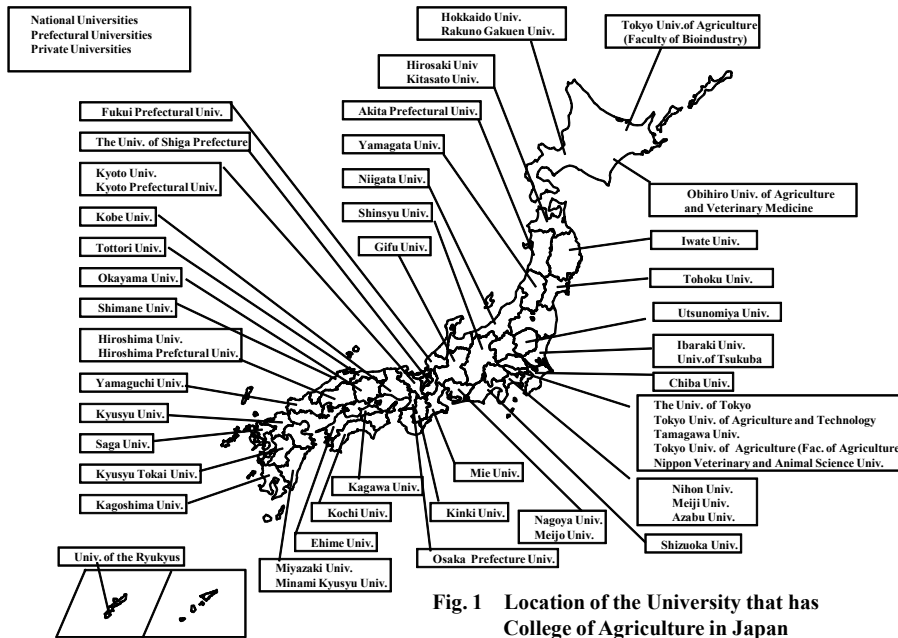 National Universities
Prefectural Universities
Private Universities
Hokkaido Univ.
Rakuno Gakuen Univ.
Tokyo Univ.of Agriculture
(Faculty of Bioindustry)
Hirosaki Univ
Kitasato Univ.
Fukui Prefectural Univ.
Akita Prefectural Univ.
The Univ. of Shiga Prefecture
Yamagata Univ.
Kyoto Univ.
Kyoto Prefectural Univ.
Niigata Univ.
Obihiro Univ. of Agriculture
and Veterinary Medicine
Kobe Univ.
Shinsyu Univ.
Tottori Univ.
Gifu Univ.
Iwate Univ.
Okayama Univ.
Tohoku Univ.
Shimane Univ.
Utsunomiya Univ.
Hiroshima Univ.
Hiroshima Prefctural Univ.
Ibaraki Univ.
Univ.of Tsukuba
Yamaguchi Univ.
Chiba Univ.
Kyusyu Univ.
The Univ. of Tokyo
Tokyo Univ. of Agriculture and Technology
Tamagawa Univ.
Tokyo Univ. of Agriculture (Fac. of Agriculture
Nippon Veterinary and Animal Science Univ.
Saga Univ.
Kyusyu Tokai Univ.
Mie Univ.
Kagawa Univ.
Kagoshima Univ.
Nihon Univ.
Meiji Univ.
Azabu Univ.
Kochi Univ.
Kinki Univ.
Nagoya Univ.
Meijo Univ.
Ehime Univ.
Shizuoka Univ.
Univ. of the Ryukyus
Miyazaki Univ.
Minami Kyusyu Univ.
Osaka Prefecture Univ.
Fig. 1 Location of the University that has
College of Agriculture in Japan